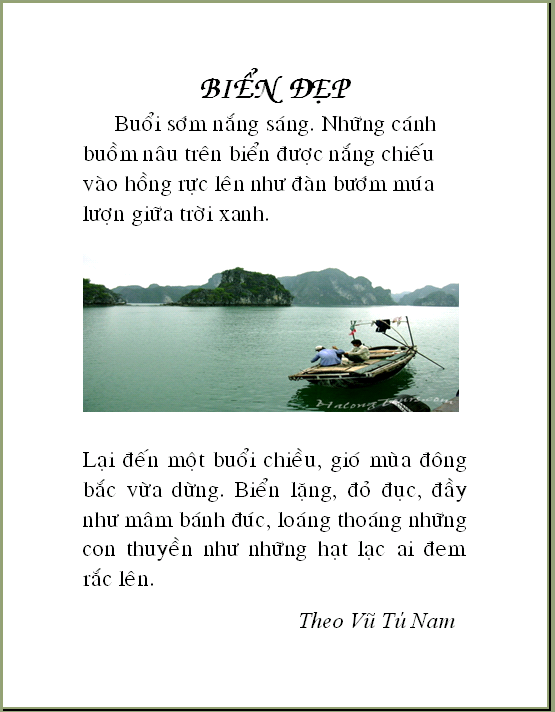 BIỂN ĐẸP
Buổi sớm nắng sáng. Những cánh
buồm nâu trên biển được nắng chiếu
vào hồng rực lên như đàn bướm múa
lượn giữa trời xanh.
Lại đến một buổi chiều, gió mùa đông
bắc vừa dừng. Biển lặng, đỏ đục, đầy
như mâm bánh đúc, loáng thoáng những
con thuyền như những hạt lạc ai đem
rắc lên.
Theo Vũ Tú Nam